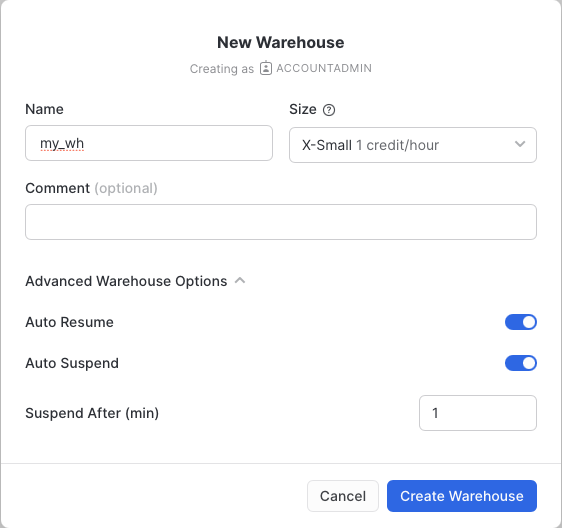 New Warehouse
Creating as ACCOUNTADMIN
Name
Size
my_wh
X-Small 1 credit/hour
Comment (optional)
Advanced Warehouse Options
Auto Resume
Auto Suspend
Suspend After (min)
1
Cancel
Create Warehouse